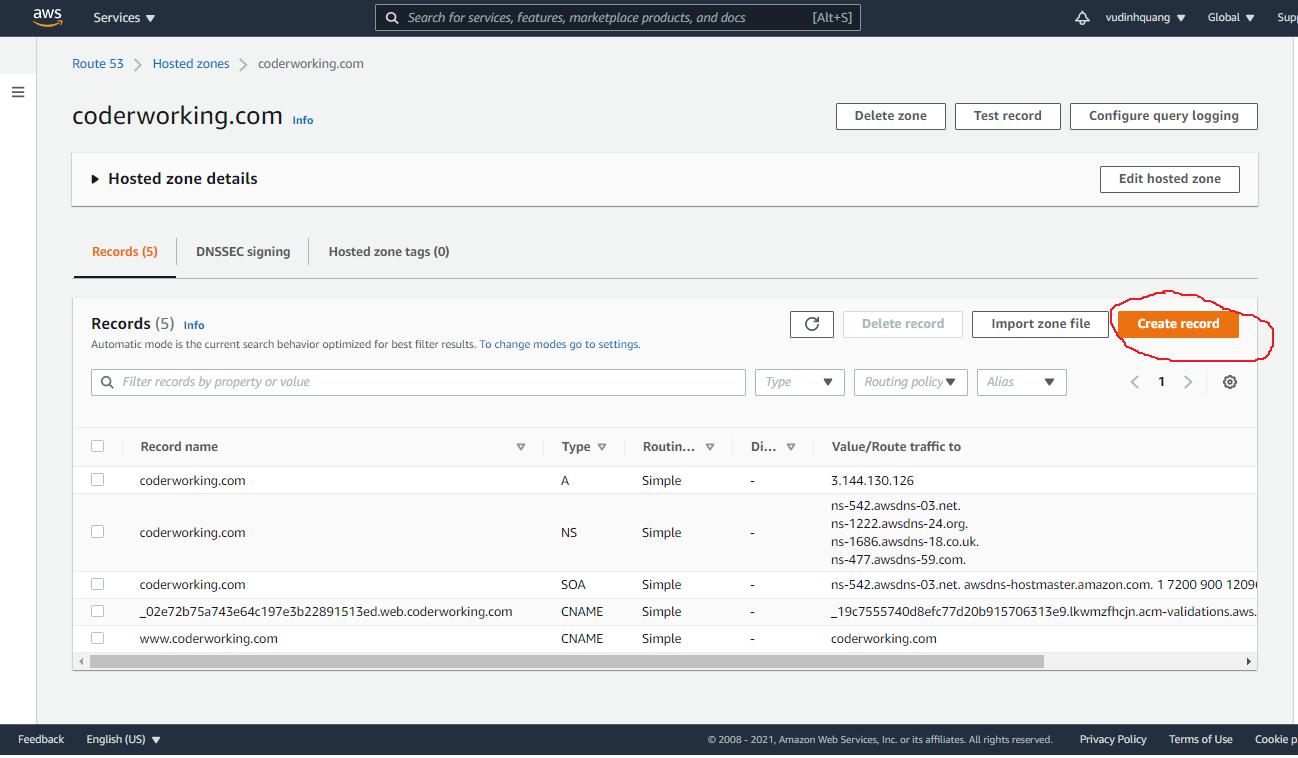 aws Services Search for services, features, marketplace products, and docs [Alt+S] vudinhquang Global Supp
Route 53 Hosted zones coderworking.com
coderworking.com Info Delete zone Test record Configure query logging
Hosted zone details Edit hosted zone
Records (5) DNSSEC signing Hosted zone tags (0)
Records (5) Info Delete record Import zone file Create record
Automatic mode is the current search behavior optimized for best filter results. To change modes go to settings.
Filter records by property or value Type Routing policy Alias 1
Record name Type Routin... Di... Value/Route traffic to
coderworking.com A Simple - 3.144.130.126
coderworking.com NS Simple - ns-542.awsdns-03.net.
ns-1222.awsdns-24.org.
ns-1686.awsdns-18.co.uk.
ns-477.awsdns-59.com.
coderworking.com SOA Simple - ns-542.awsdns-03.net. awsdns-hostmaster.amazon.com. 1 7200 900 12096
_02e72b75a743e64c197e3b22891513ed.web.coderworking.com CNAME Simple - _19c7555740d8efc77d20b915706313e9.lkwmzfhcjn.acm-validations.aws.
www.coderworking.com CNAME Simple - coderworking.com
Feedback English (US) © 2008 - 2021, Amazon Web Services, Inc. or its affiliates. All rights reserved. Privacy Policy Terms of Use Cookie p